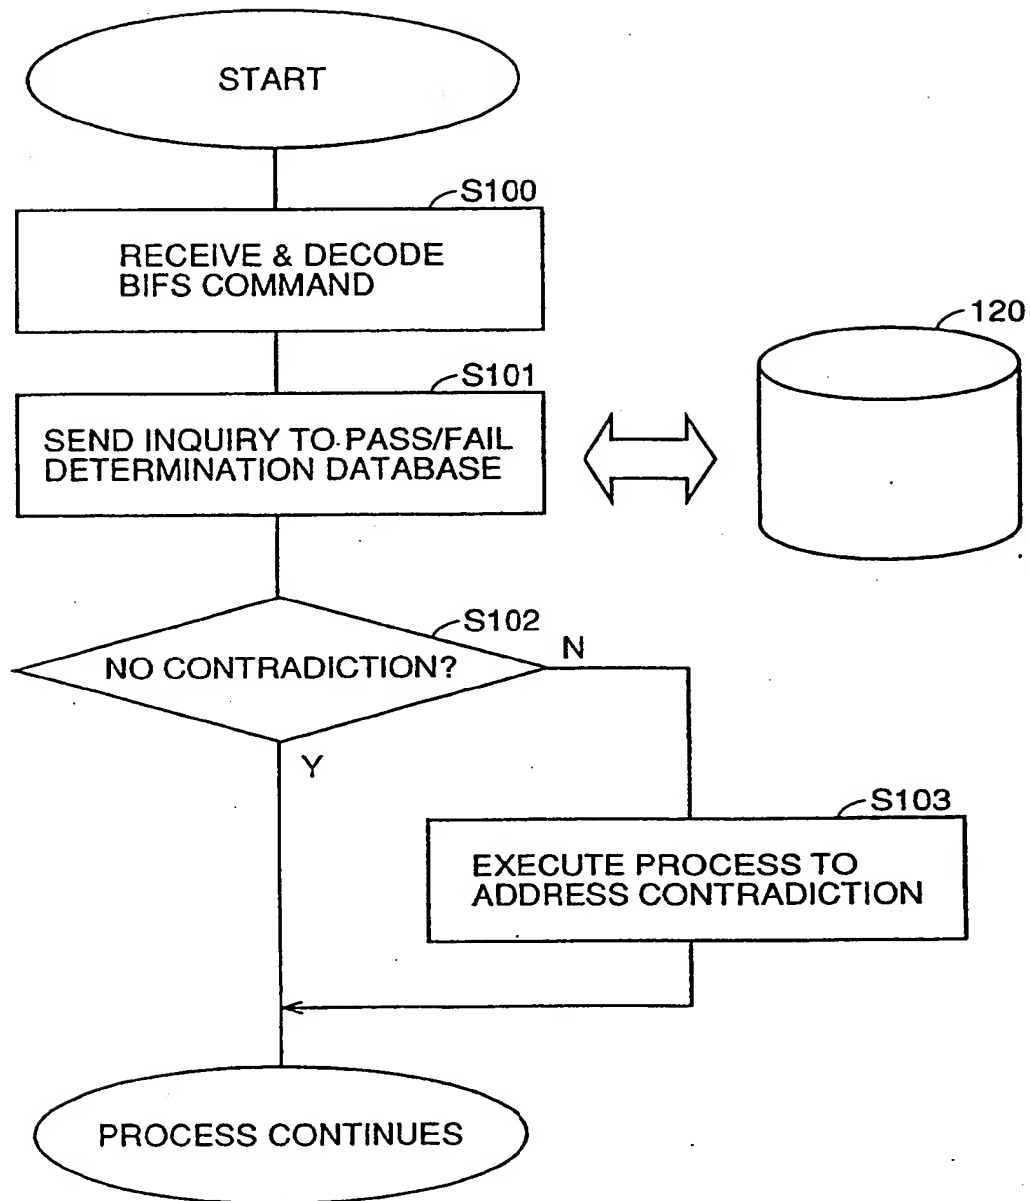 START
S100
RECEIVE & DECODE
BIFS COMMAND
120
S101
SEND INQUIRY TO PASS/FAIL
DETERMINATION DATABASE
S102
NO CONTRADICTION?
N
Y
S103
EXECUTE PROCESS TO
ADDRESS CONTRADICTION
PROCESS CONTINUES